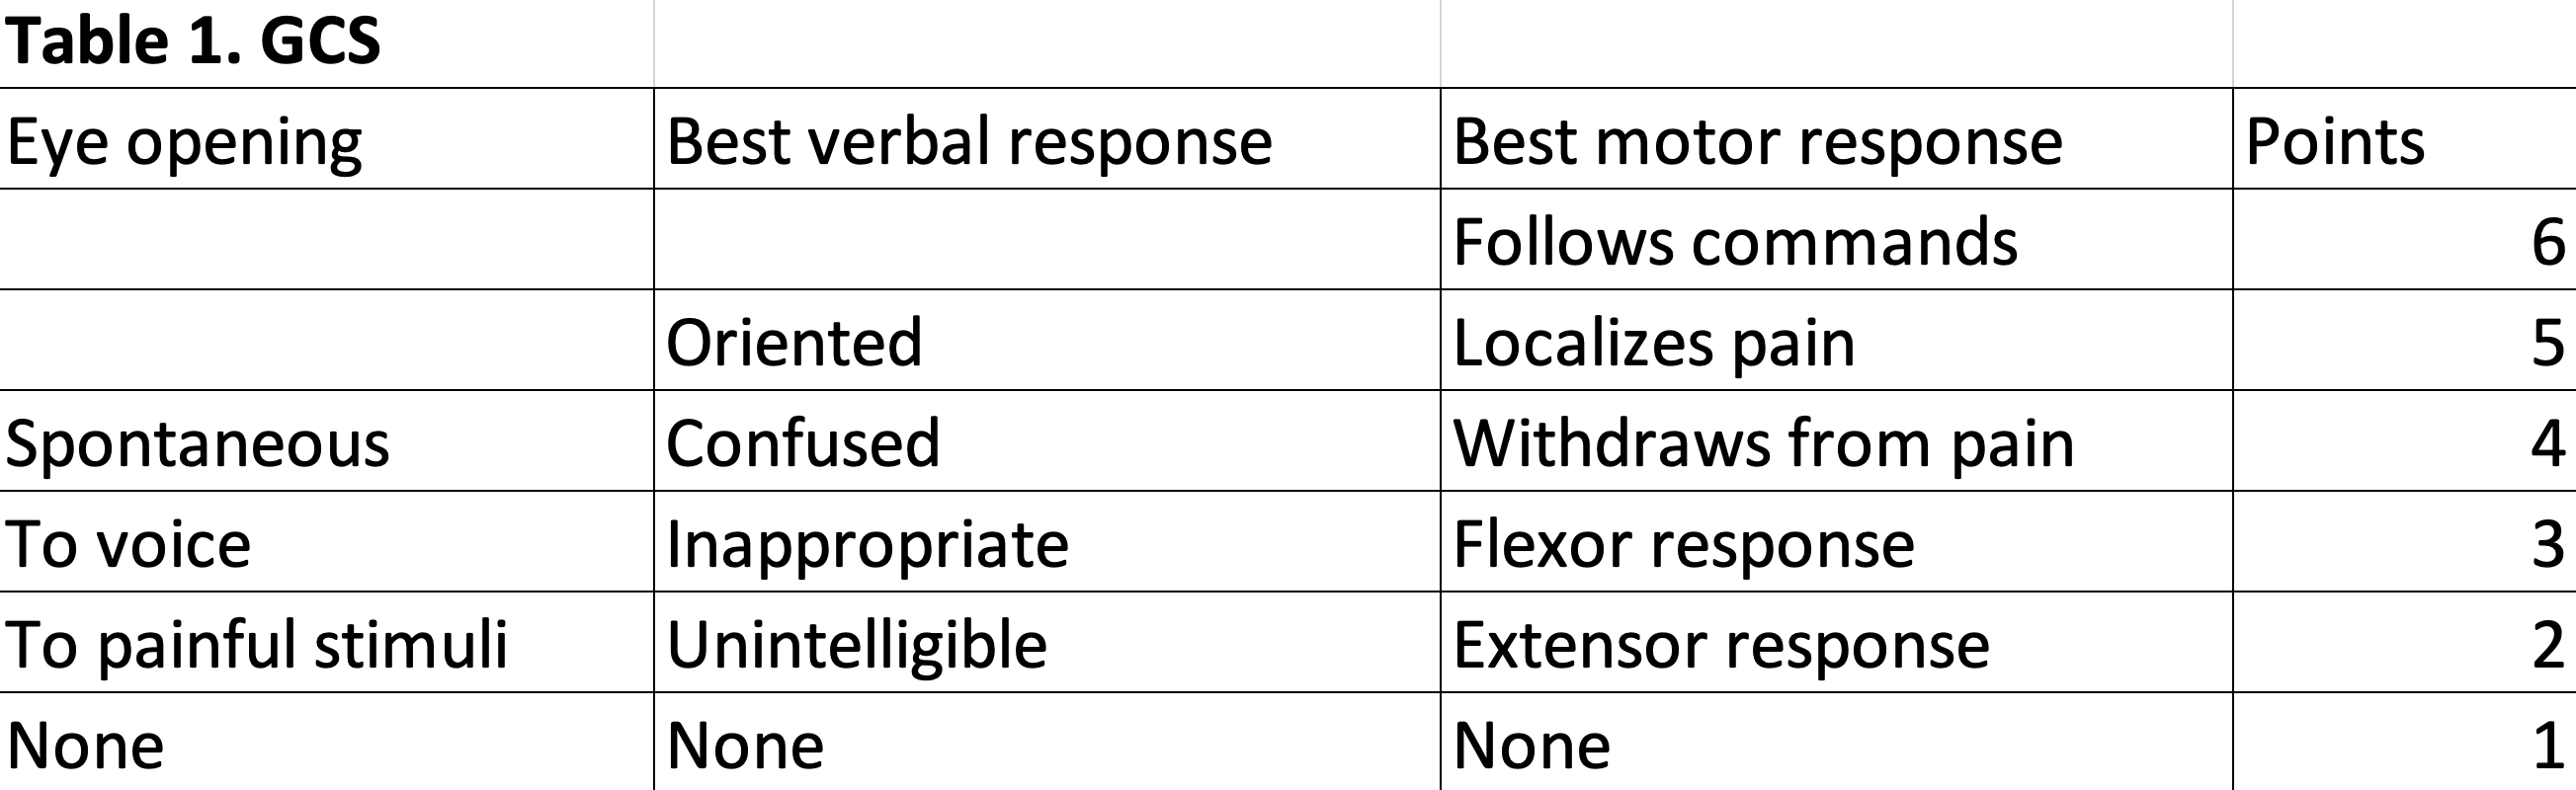 Table 1. GCS
Eye opening Best verbal response Best motor response Points
Follows commands 6
Oriented Localizes pain 5
Spontaneous Confused Withdraws from pain 4
To voice Inappropriate Flexor response 3
To painful stimuli Unintelligible Extensor response 2
None None None 1